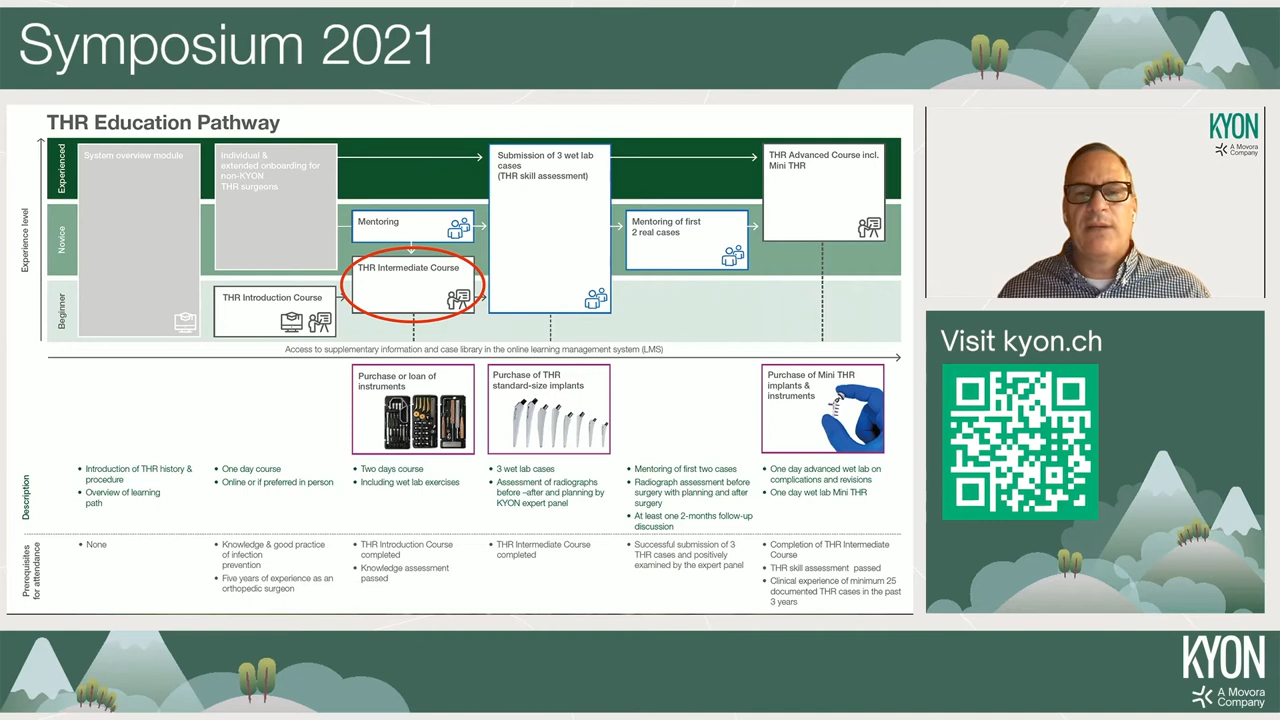 Symposium 2021
THR Education Pathway
Experience level
Experienced
Novice
Beginner
System overview module
Individual &
extended onboarding for
non-KYON
THR surgeons
THR Introduction Course
Mentoring
THR Intermediate Course
Submission of 3 wet lab
cases
(THR skill assessment)
Mentoring of first
2 real cases
THR Advanced Course incl.
Mini THR
Access to supplementary information and case library in the online learning management system (LMS)
Purchase or loan of
instruments
Purchase of THR
standard-size implants
Purchase of Mini THR
implants &
instruments
Description
• Introduction of THR history &
procedure
• Overview of learning
path
• One day course
• Online or if preferred in person
• Two days course
• Including wet lab exercises
• 3 wet lab cases
• Assessment of radiographs
before –after and planning by
KYON expert panel
• Mentoring of first two cases
• Radiograph assessment before
surgery with planning and after
surgery
• At least one 2-months follow-up
discussion
• One day advanced wet lab on
complications and revisions
• One day wet lab Mini THR
Prerequisites
for attendance
• None
• Knowledge & good practice
of infection
prevention
• Five years of experience as an
orthopedic surgeon
• THR Introduction Course
completed
• Knowledge assessment
passed
• THR Intermediate Course
completed
• Successful submission of 3
THR cases and positively
examined by the expert panel
• Completion of THR Intermediate
Course
• THR skill assessment passed
• Clinical experience of minimum 25
documented THR cases in the past
3 years
KYON
A Movora
Company
Visit kyon.ch
KYON
A Movora
Company